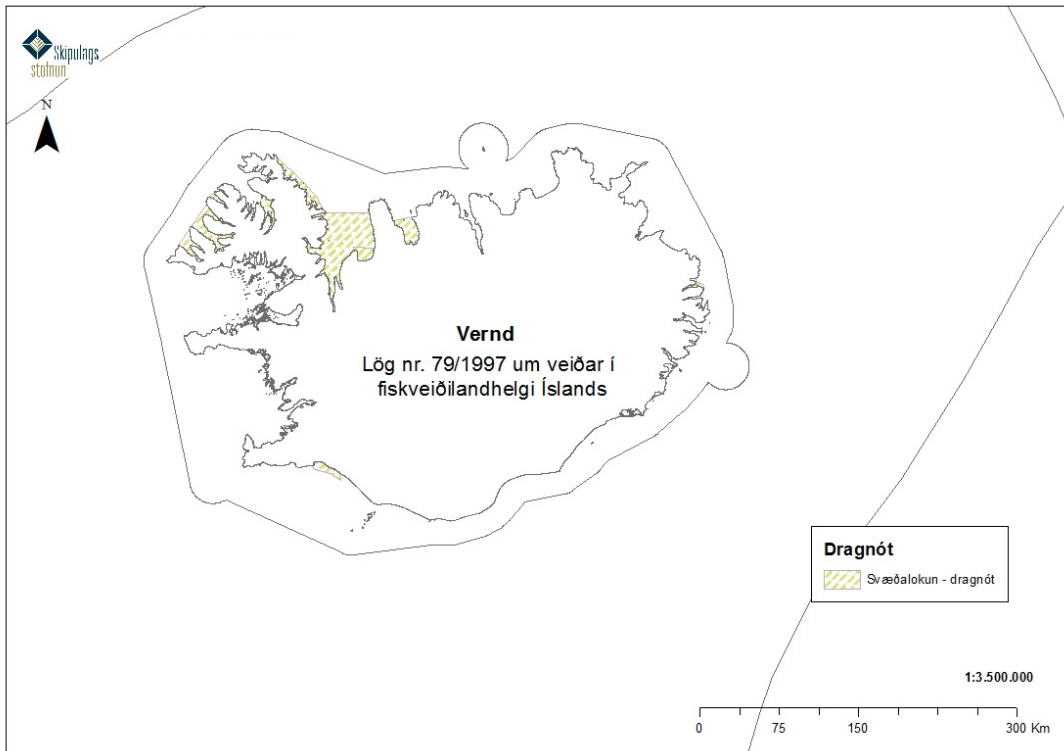 Skipulags
stofnun
N
Vernd
Lög nr. 79/1997 um veiðar í
fiskveiðilandhelgi Íslands
Dragnót
Svæðalokun - dragnót
1:3.500.000
0 75 150 300 Km